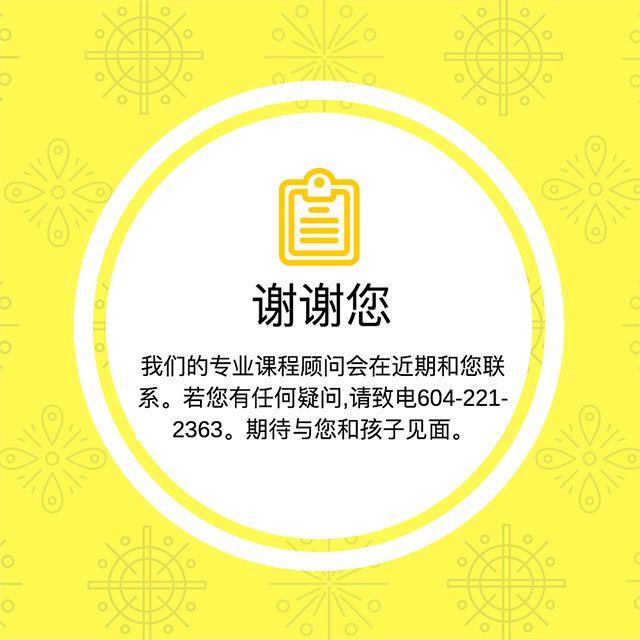 谢谢您
我们的专业课程顾问会在近期和您联
系。若您有任何疑问,请致电604-221-
2363。期待与您和孩子见面。